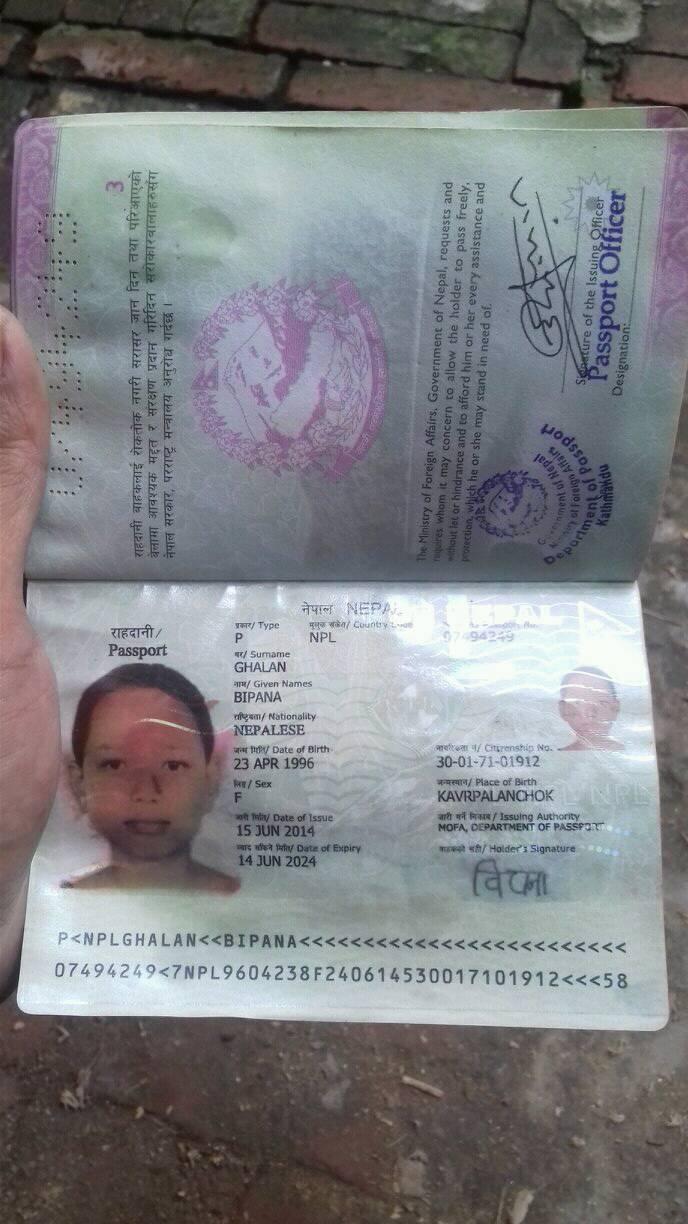 3
राहदानी वाहकलाई रोकतोक नगरी सरासर जान दिन तथा परिआएको
बेलामा आवश्यक मद्दत र संरक्षण प्रदान गरिदिन सरोकारवालाहरुसँग
नेपाल सरकार, परराष्ट्र मन्त्रालय अनुरोध गर्दछ ।
The Ministry of Foreign Affairs, Government of Nepal, requests and
requires whom it may concern to allow the holder to pass freely,
without let or hindrance and to afford him or her every assistance and
protection, which he or she may stand in need of.
Signature of the Issuing Officer
Passport Officer
Designation:
Government of Nepal
Ministry of Foreign Affairs
Department of Passport
Kathmandu
नेपाल NEPAL
राहदानी/
Passport
प्रकार/ Type
P
मुलुक संकेत/ Country Code
NPL
Passport No.
07494249
थर/ Surname
GHALAN
नाम/ Given Names
BIPANA
राष्ट्रियता/ Nationality
NEPALESE
जन्म मिति/ Date of Birth
23 APR 1996
नागरिकता नं/ Citizenship No.
30-01-71-01912
लिङ्ग/ Sex
F
जन्मस्थान/ Place of Birth
KAVRPALANCHOK
जारी मिति/ Date of Issue
15 JUN 2014
जारी गर्ने निकाय/ Issuing Authority
MOFA, DEPARTMENT OF PASSPORT
म्याद सकिने मिति/ Date of Expiry
14 JUN 2024
वाहकको सही/ Holder's Signature
विपना
P<NPLGHALAN<<BIPANA<<<<<<<<<<<<<<<<<<<<<<<<<
07494249<7NPL9604238F24061453001​7101912<<<58